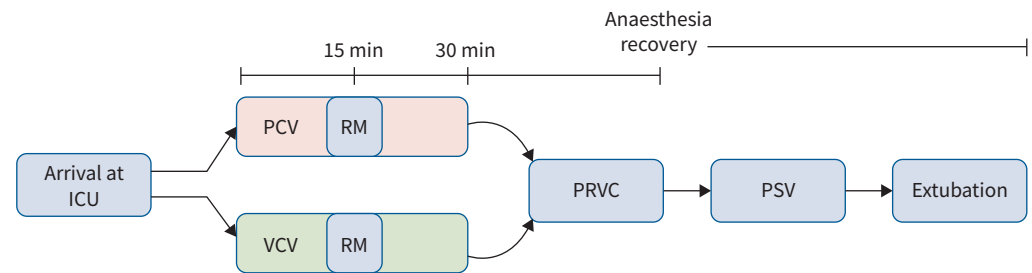 Anaesthesia
recovery
15 min
30 min
PCV
RM
Arrival at
ICU
PRVC
PSV
Extubation
VCV
RM